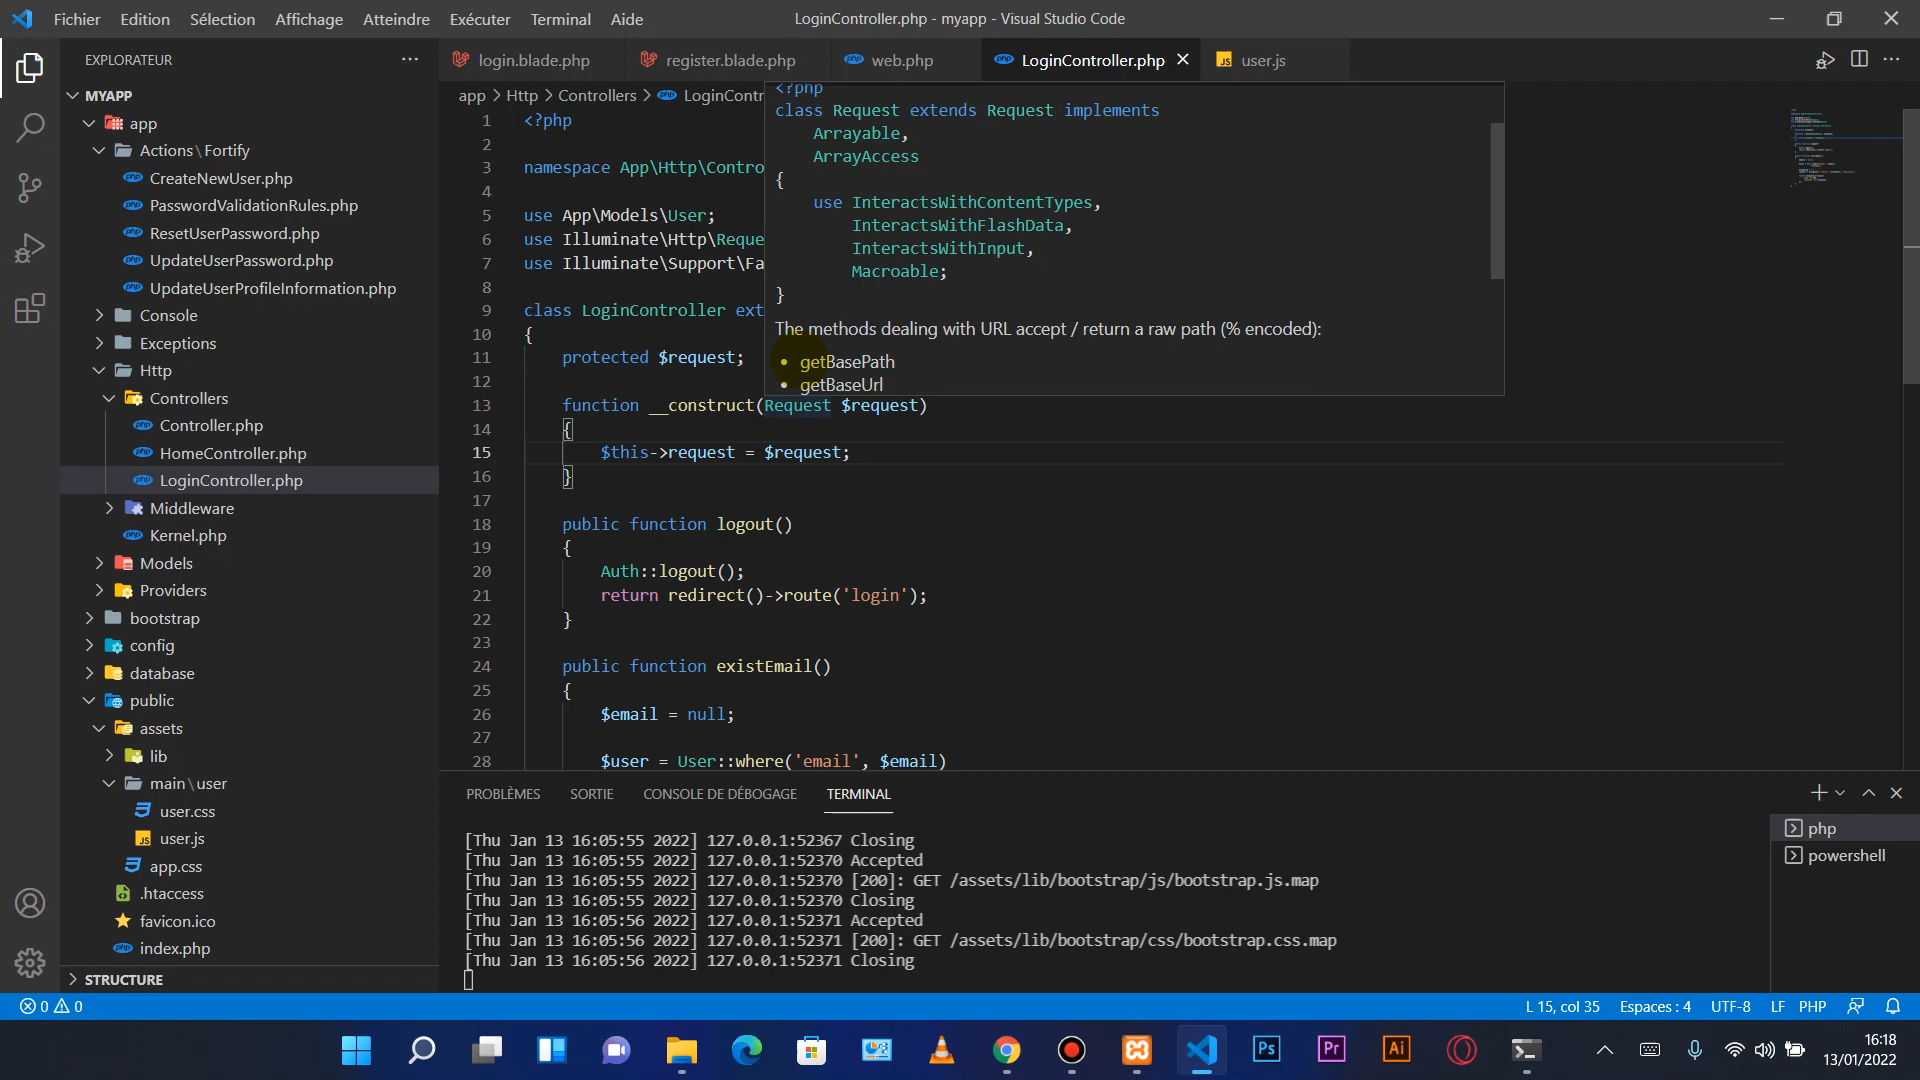 Fichier Edition Sélection Affichage Atteindre Exécuter Terminal Aide
LoginController.php - myapp - Visual Studio Code
EXPLORATEUR
MYAPP
app
Actions\Fortify
CreateNewUser.php
PasswordValidationRules.php
ResetUserPassword.php
UpdateUserPassword.php
UpdateUserProfileInformation.php
Console
Exceptions
Http
Controllers
Controller.php
HomeController.php
LoginController.php
Middleware
Kernel.php
Models
Providers
bootstrap
config
database
public
assets
lib
main\user
user.css
user.js
app.css
.htaccess
favicon.ico
index.php
STRUCTURE
login.blade.php register.blade.php web.php LoginController.php user.js
app > Http > Controllers > LoginContr
1 <?php
2
3 namespace App\Http\Contro
4
5 use App\Models\User;
6 use Illuminate\Http\Reque
7 use Illuminate\Support\Fa
8
9 class LoginController ext
10 {
11 protected $request;
12
13 function __construct(Request $request)
14 {
15 $this->request = $request;
16 }
17
18 public function logout()
19 {
20 Auth::logout();
21 return redirect()->route('login');
22 }
23
24 public function existEmail()
25 {
26 $email = null;
27
28 $user = User::where('email', $email)
<?php
class Request extends Request implements
Arrayable,
ArrayAccess
{
use InteractsWithContentTypes,
InteractsWithFlashData,
InteractsWithInput,
Macroable;
}
The methods dealing with URL accept / return a raw path (% encoded):
• getBasePath
• getBaseUrl
PROBLÈMES SORTIE CONSOLE DE DÉBOGAGE TERMINAL
[Thu Jan 13 16:05:55 2022] 127.0.0.1:52367 Closing
[Thu Jan 13 16:05:55 2022] 127.0.0.1:52370 Accepted
[Thu Jan 13 16:05:55 2022] 127.0.0.1:52370 [200]: GET /assets/lib/bootstrap/js/bootstrap.js.map
[Thu Jan 13 16:05:55 2022] 127.0.0.1:52370 Closing
[Thu Jan 13 16:05:56 2022] 127.0.0.1:52371 Accepted
[Thu Jan 13 16:05:56 2022] 127.0.0.1:52371 [200]: GET /assets/lib/bootstrap/css/bootstrap.css.map
[Thu Jan 13 16:05:56 2022] 127.0.0.1:52371 Closing
php
powershell
0 0
L 15, col 35 Espaces : 4 UTF-8 LF PHP
Ps Pr Ai
16:18
13/01/2022